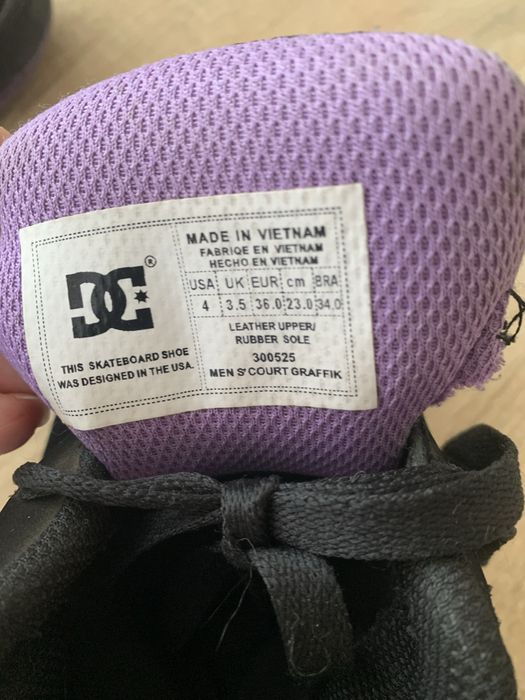 DC®
THIS SKATEBOARD SHOE
WAS DESIGNED IN THE USA.
MADE IN VIETNAM
FABRIQE EN VIETNAM
HECHO EN VIETNAM
USA UK EUR cm BRA
4 3.5 36.0 23.0 34.0
LEATHER UPPER/
RUBBER SOLE
300525
MEN S' COURT GRAFFIK